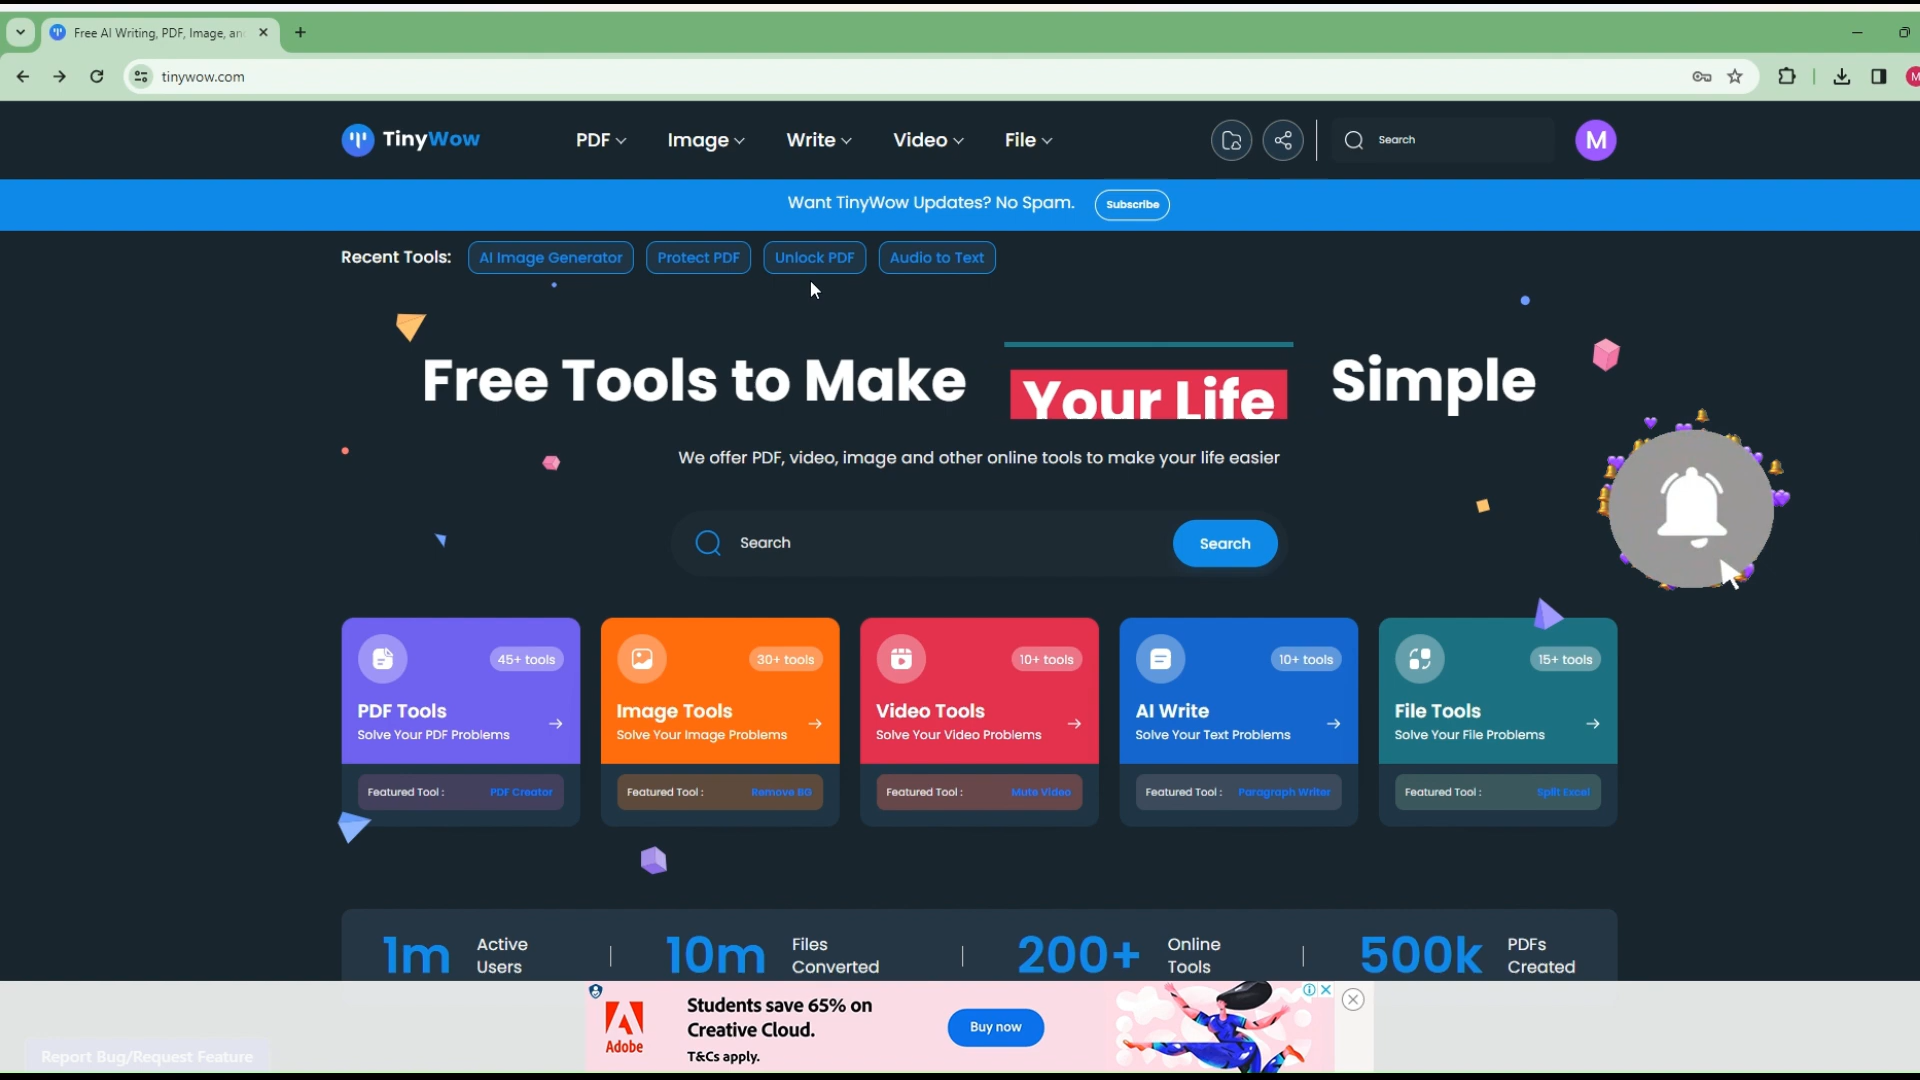 Free AI Writing, PDF, Image, an
tinywow.com
M
TinyWow
PDF
Image
Write
Video
File
Search
M
Want TinyWow Updates? No Spam.
Subscribe
Recent Tools:
AI Image Generator
Protect PDF
Unlock PDF
Audio to Text
Free Tools to Make Your Life Simple
We offer PDF, video, image and other online tools to make your life easier
Search
Search
45+ tools
PDF Tools
Solve Your PDF Problems
Featured Tool :
PDF Creator
30+ tools
Image Tools
Solve Your Image Problems
Featured Tool :
Remove BG
10+ tools
Video Tools
Solve Your Video Problems
Featured Tool :
Mute Video
10+ tools
AI Write
Solve Your Text Problems
Featured Tool :
Paragraph Writer
15+ tools
File Tools
Solve Your File Problems
Featured Tool :
Split Excel
1m
Active
Users
10m
Files
Converted
200+
Online
Tools
500k
PDFs
Created
Adobe
Students save 65% on
Creative Cloud.
T&Cs apply.
Buy now
Report Bug/Request Feature